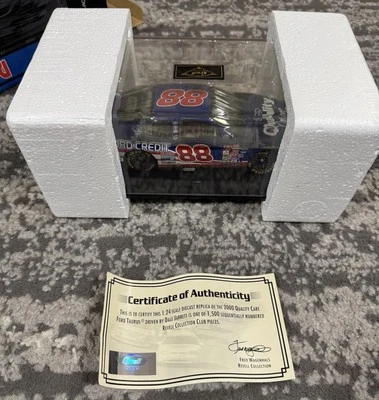 88
Quality
RD CREDIT
88
Certificate of Authenticity
This is to certify this 1:24 scale diecast replica of the 2000 Quality Care
Ford Taurus® driven by Dale Jarrett is one of 1,500 sequentially numbered
Revell Collection Club pieces.
Fred Wagenhals
Revell Collection